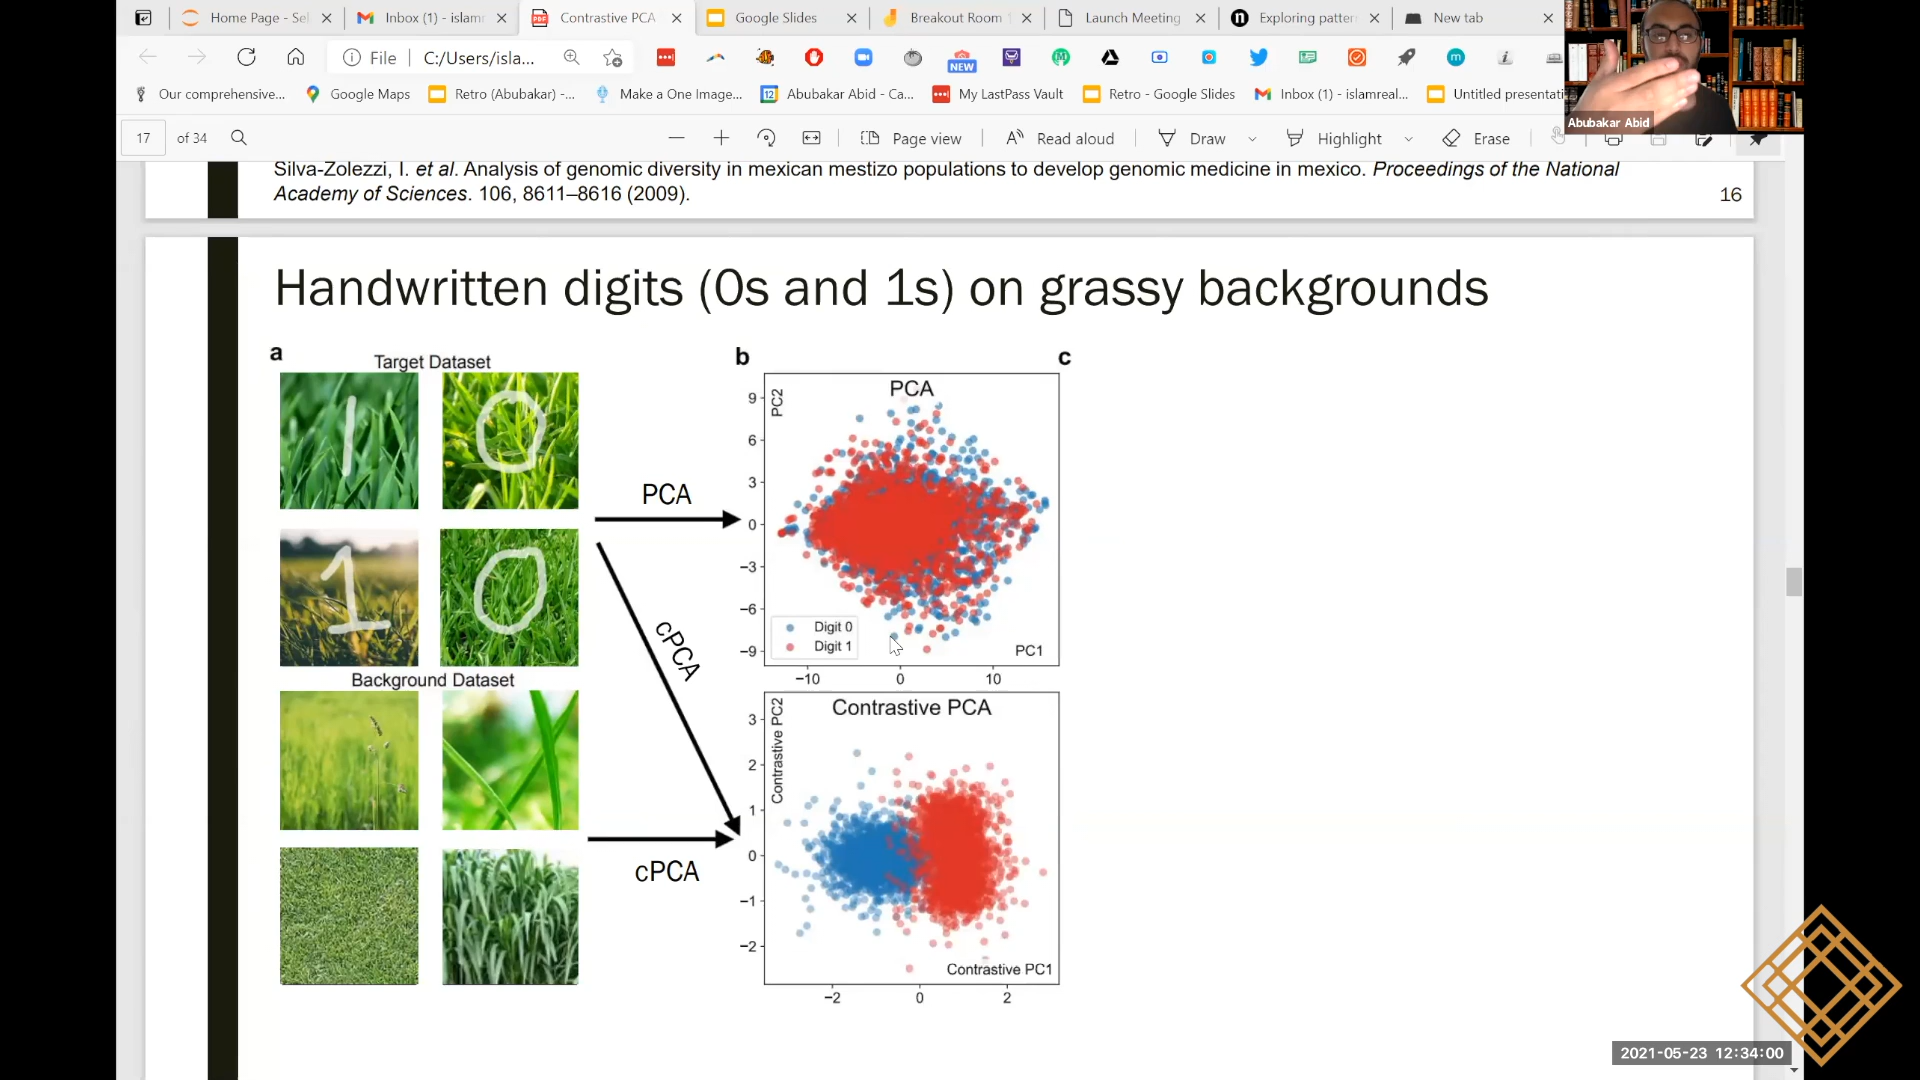 Home Page - Sel
Inbox (1) - islamr
Contrastive PCA
Google Slides
Breakout Room 1
Launch Meeting
Exploring patter
New tab
File
C:/Users/isla...
NEW
Our comprehensive...
Google Maps
Retro (Abubakar) -...
Make a One Image...
Abubakar Abid - Ca...
My LastPass Vault
Retro - Google Slides
Inbox (1) - islamreal...
Untitled presentati
Abubakar Abid
17 of 34
Page view
Read aloud
Draw
Highlight
Erase
Silva-Zolezzi, I. et al. Analysis of genomic diversity in mexican mestizo populations to develop genomic medicine in mexico. Proceedings of the National
Academy of Sciences. 106, 8611–8616 (2009).
16
Handwritten digits (0s and 1s) on grassy backgrounds
a
Target Dataset
1
0
1
0
Background Dataset
PCA
cPCA
cPCA
b
PCA
PC2
9
6
3
0
−3
−6
−9
Digit 0
Digit 1
PC1
−10 0 10
Contrastive PCA
Contrastive PC2
3
2
1
0
−1
−2
Contrastive PC1
−2 0 2
c
2021-05-23 12:34:00